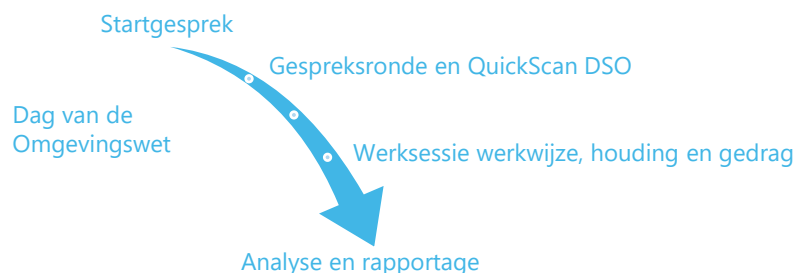 Startgesprek
Gespreksronde en QuickScan DSO
Dag van de
Omgevingswet
Werksessie werkwijze, houding en gedrag
Analyse en rapportage